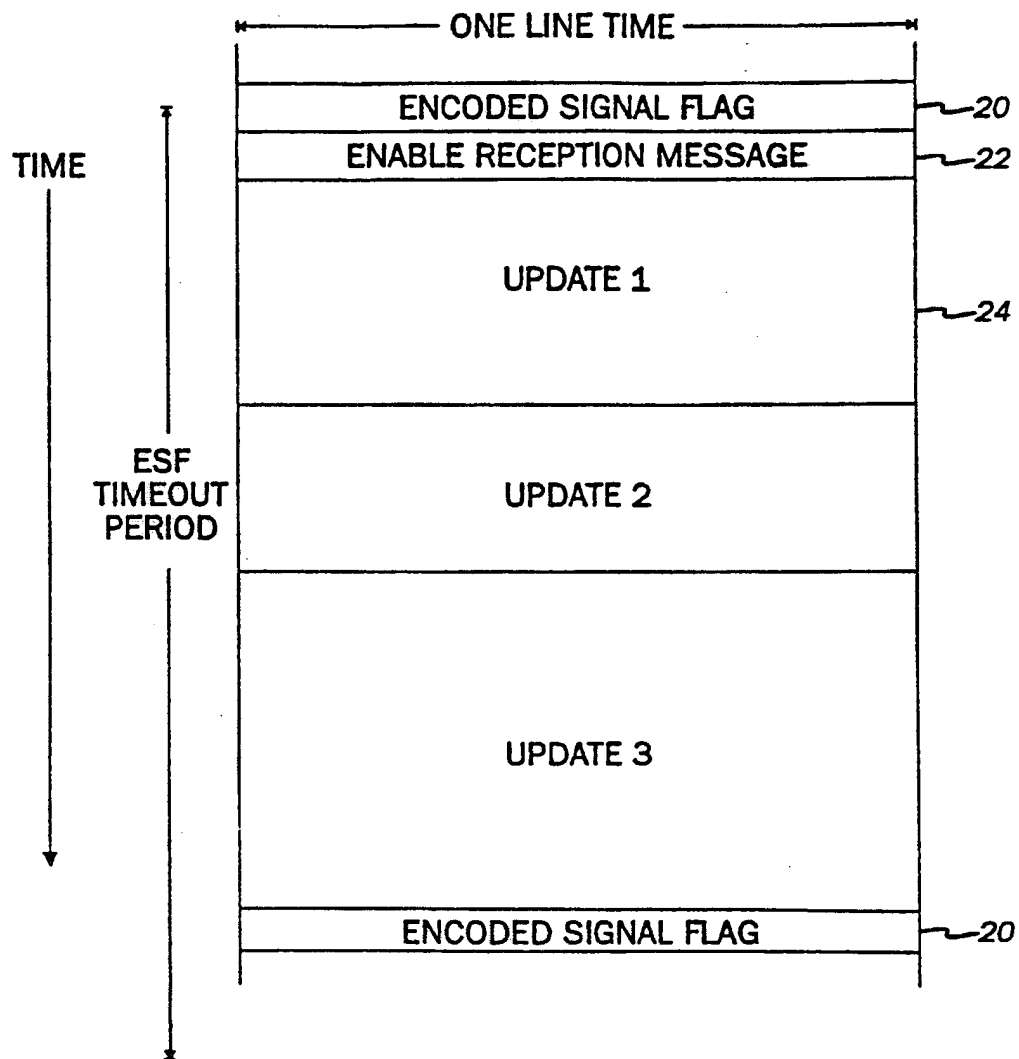 ONE LINE TIME
ENCODED SIGNAL FLAG
20
TIME
ENABLE RECEPTION MESSAGE
22
UPDATE 1
24
ESF
TIMEOUT
PERIOD
UPDATE 2
UPDATE 3
ENCODED SIGNAL FLAG
20